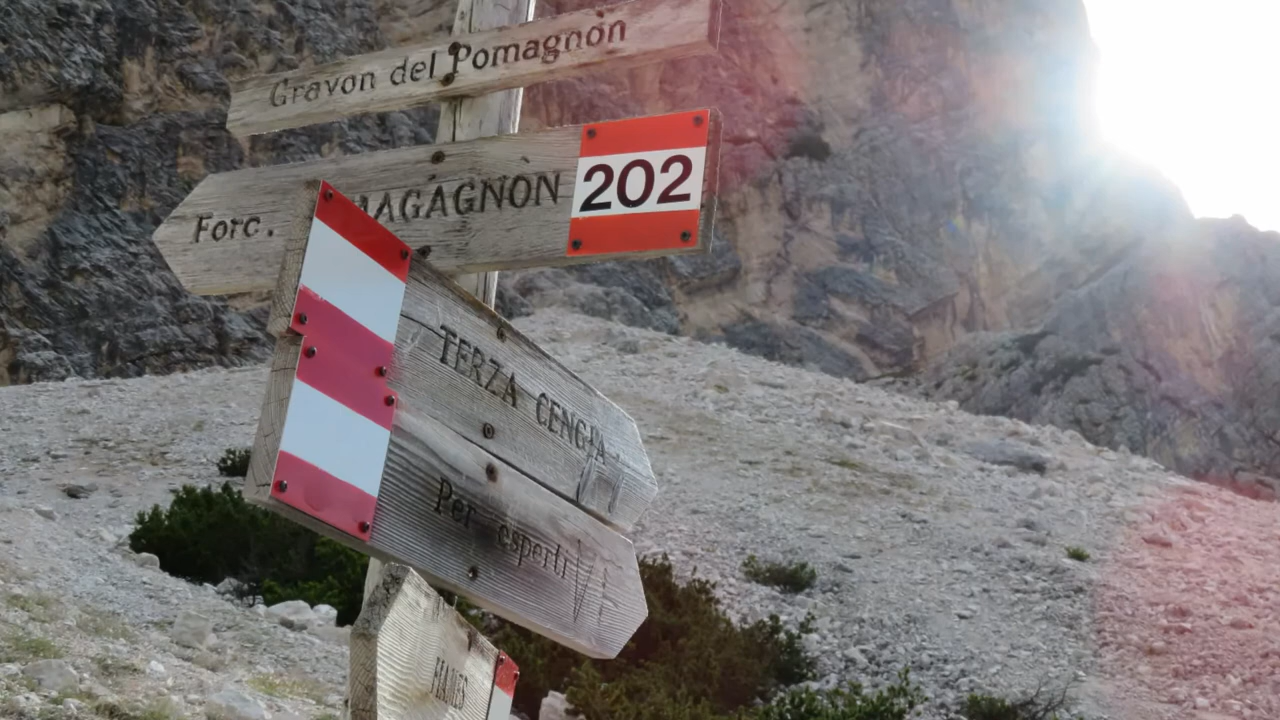 Gravon del Pomagnon
Forc. MAGAGNON 202
TERZA CENGIA
Per esperti